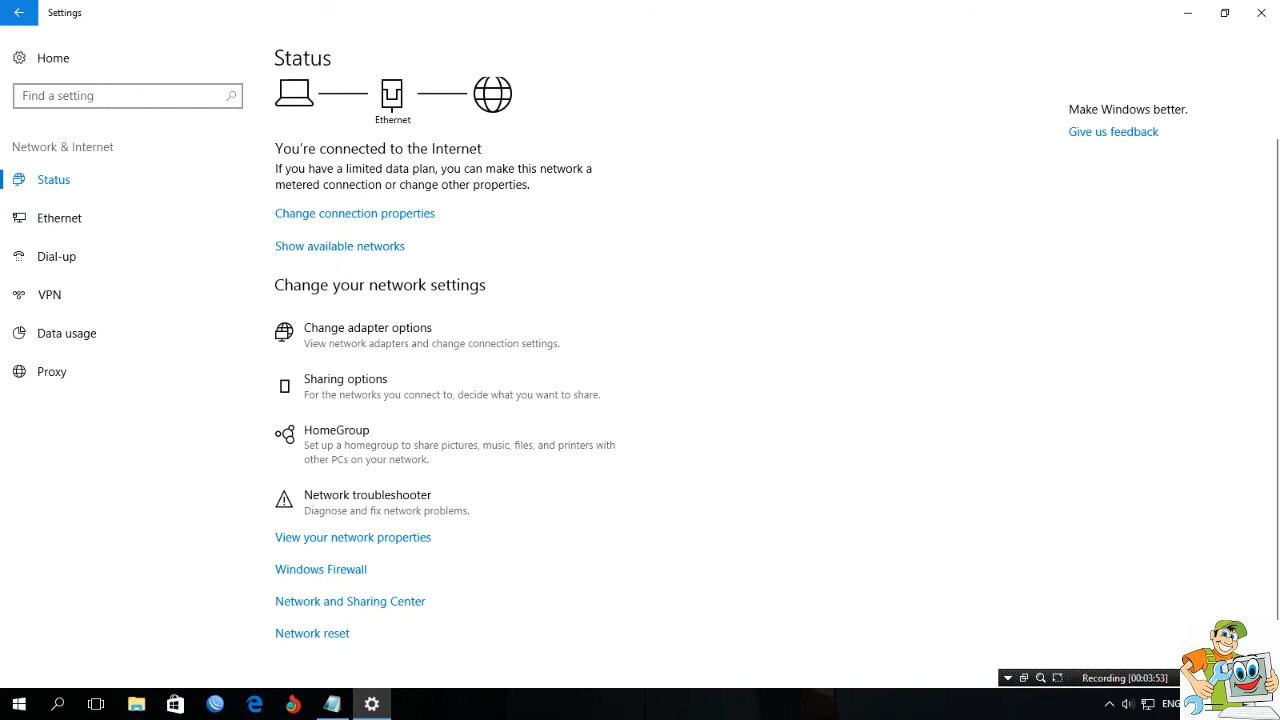 Settings
Home
Find a setting
Network & Internet
Status
Ethernet
Dial-up
VPN
Data usage
Proxy
Status
Ethernet
You're connected to the Internet
If you have a limited data plan, you can make this network a
metered connection or change other properties.
Change connection properties
Show available networks
Change your network settings
Change adapter options
View network adapters and change connection settings.
Sharing options
For the networks you connect to, decide what you want to share.
HomeGroup
Set up a homegroup to share pictures, music, files, and printers with
other PCs on your network.
Network troubleshooter
Diagnose and fix network problems.
View your network properties
Windows Firewall
Network and Sharing Center
Network reset
Make Windows better.
Give us feedback
Recording [00:03:53]
ENG